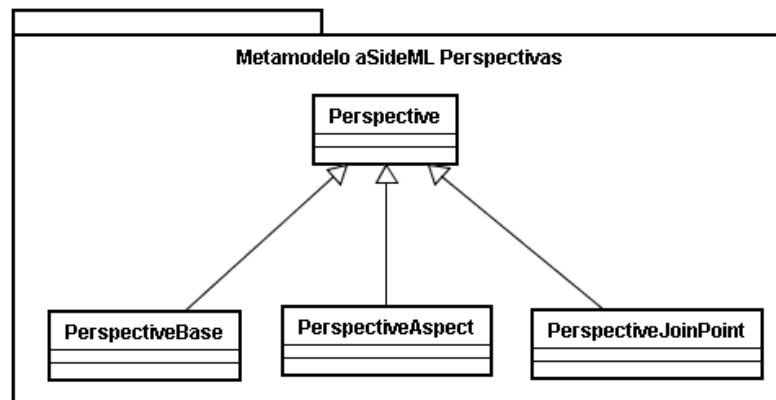 Metamodelo aSideML Perspectivas
Perspective
PerspectiveBase
PerspectiveAspect
PerspectiveJoinPoint